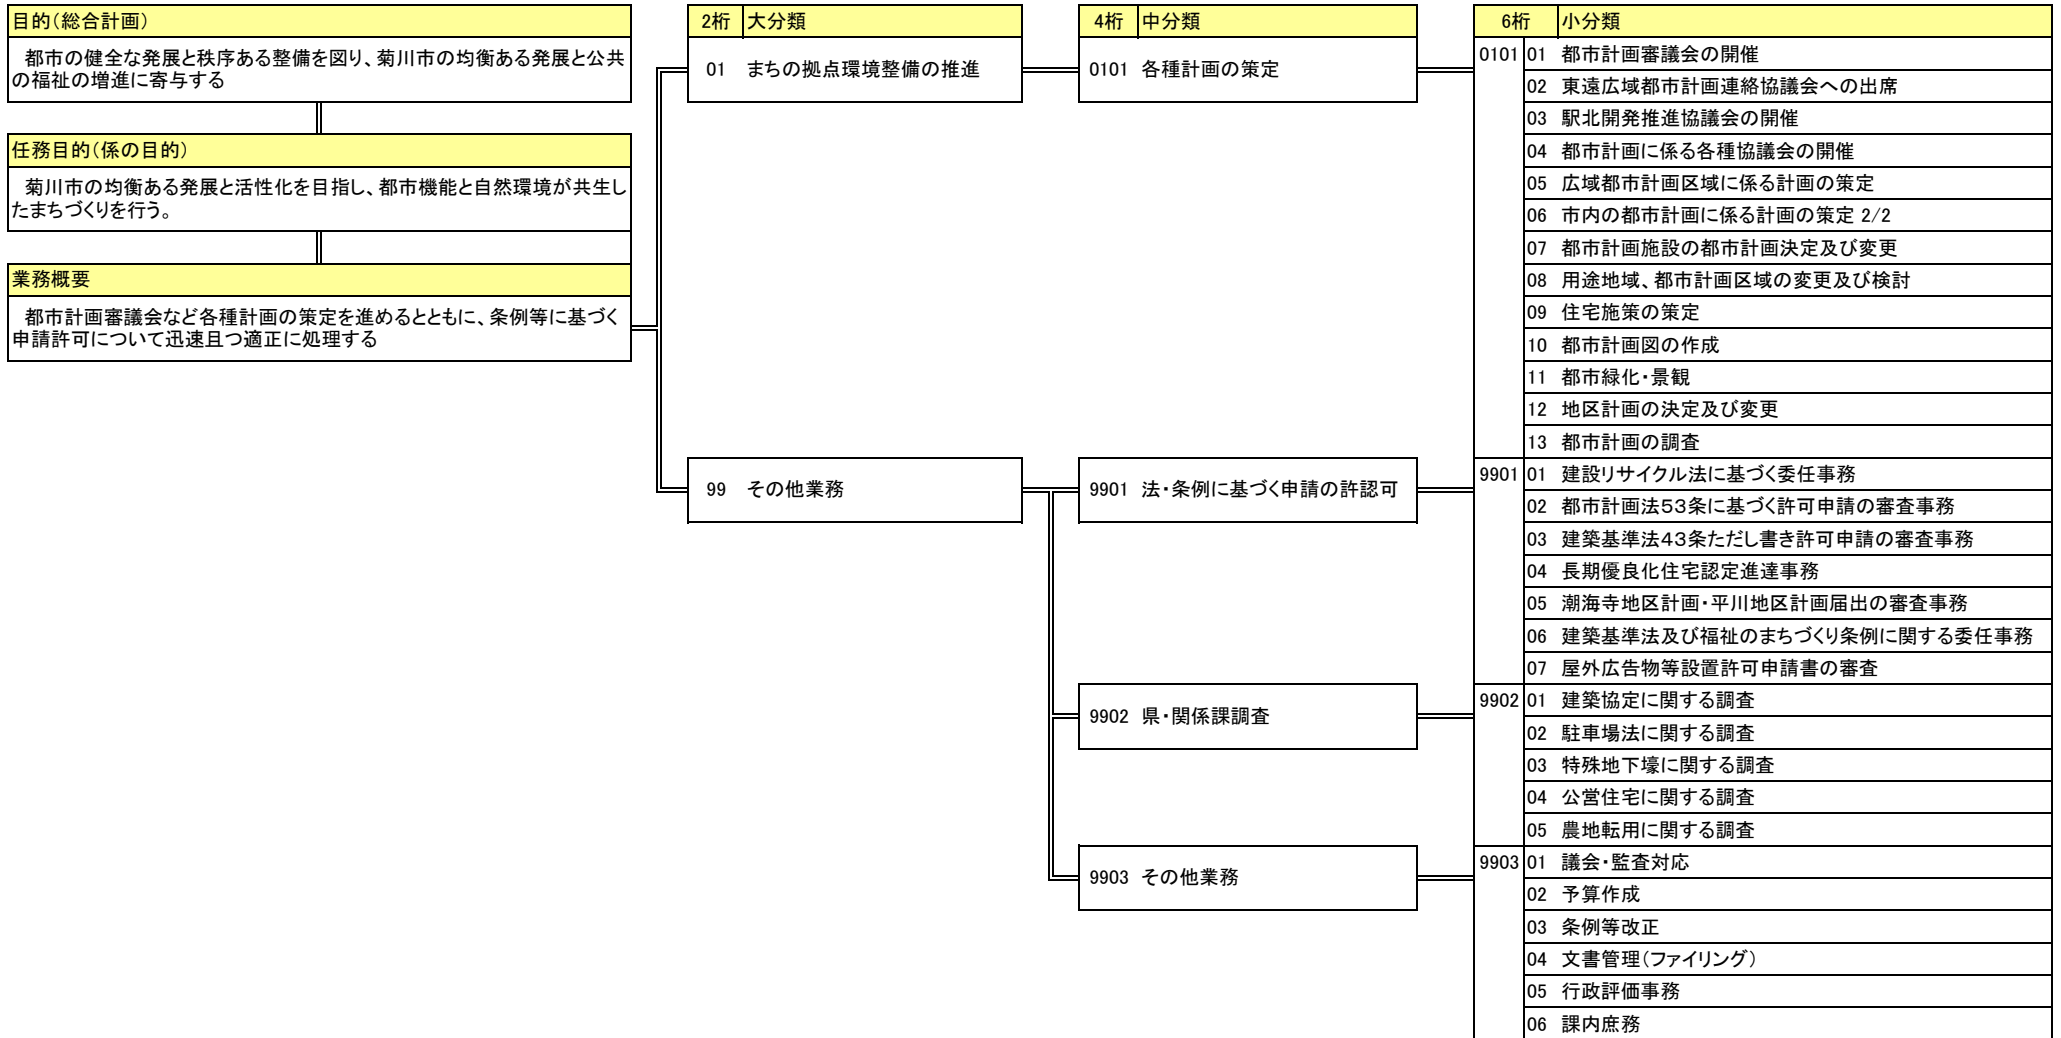 目的（総合計画）
都市の健全な発展と秩序ある整備を図り、菊川市の均衡ある発展と公共
の福祉の増進に寄与する
任務目的（係の目的）
菊川市の均衡ある発展と活性化を目指し、都市機能と自然環境が共生し
たまちづくりを行う。
業務概要
都市計画審議会など各種計画の策定を進めるとともに、条例等に基づく
申請許可について迅速且つ適正に処理する
2桁 大分類
01 まちの拠点環境整備の推進
99 その他業務
4桁 中分類
0101 各種計画の策定
9901 法・条例に基づく申請の許認可
9902 県・関係課調査
9903 その他業務
6桁 小分類
0101 01 都市計画審議会の開催
02 東遠広域都市計画連絡協議会への出席
03 駅北開発推進協議会の開催
04 都市計画に係る各種協議会の開催
05 広域都市計画区域に係る計画の策定
06 市内の都市計画に係る計画の策定 2/2
07 都市計画施設の都市計画決定及び変更
08 用途地域、都市計画区域の変更及び検討
09 住宅施策の策定
10 都市計画図の作成
11 都市緑化・景観
12 地区計画の決定及び変更
13 都市計画の調査
9901 01 建設リサイクル法に基づく委任事務
02 都市計画法５３条に基づく許可申請の審査事務
03 建築基準法４３条ただし書き許可申請の審査事務
04 長期優良化住宅認定進達事務
05 潮海寺地区計画・平川地区計画届出の審査事務
06 建築基準法及び福祉のまちづくり条例に関する委任事務
07 屋外広告物等設置許可申請書の審査
9902 01 建築協定に関する調査
02 駐車場法に関する調査
03 特殊地下壕に関する調査
04 公営住宅に関する調査
05 農地転用に関する調査
9903 01 議会・監査対応
02 予算作成
03 条例等改正
04 文書管理（ファイリング）
05 行政評価事務
06 課内庶務